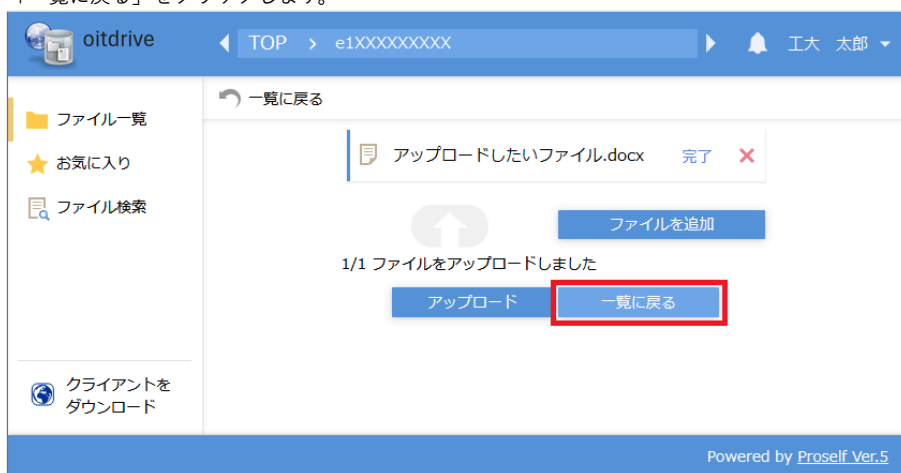 「一覧に戻る」をクリックします。
oitdrive
TOP > e1XXXXXXXXX
工大 太郎
ファイル一覧
お気に入り
ファイル検索
クライアントを
ダウンロード
一覧に戻る
アップロードしたいファイル.docx 完了
ファイルを追加
1/1 ファイルをアップロードしました
アップロード 一覧に戻る
Powered by Proself Ver.5